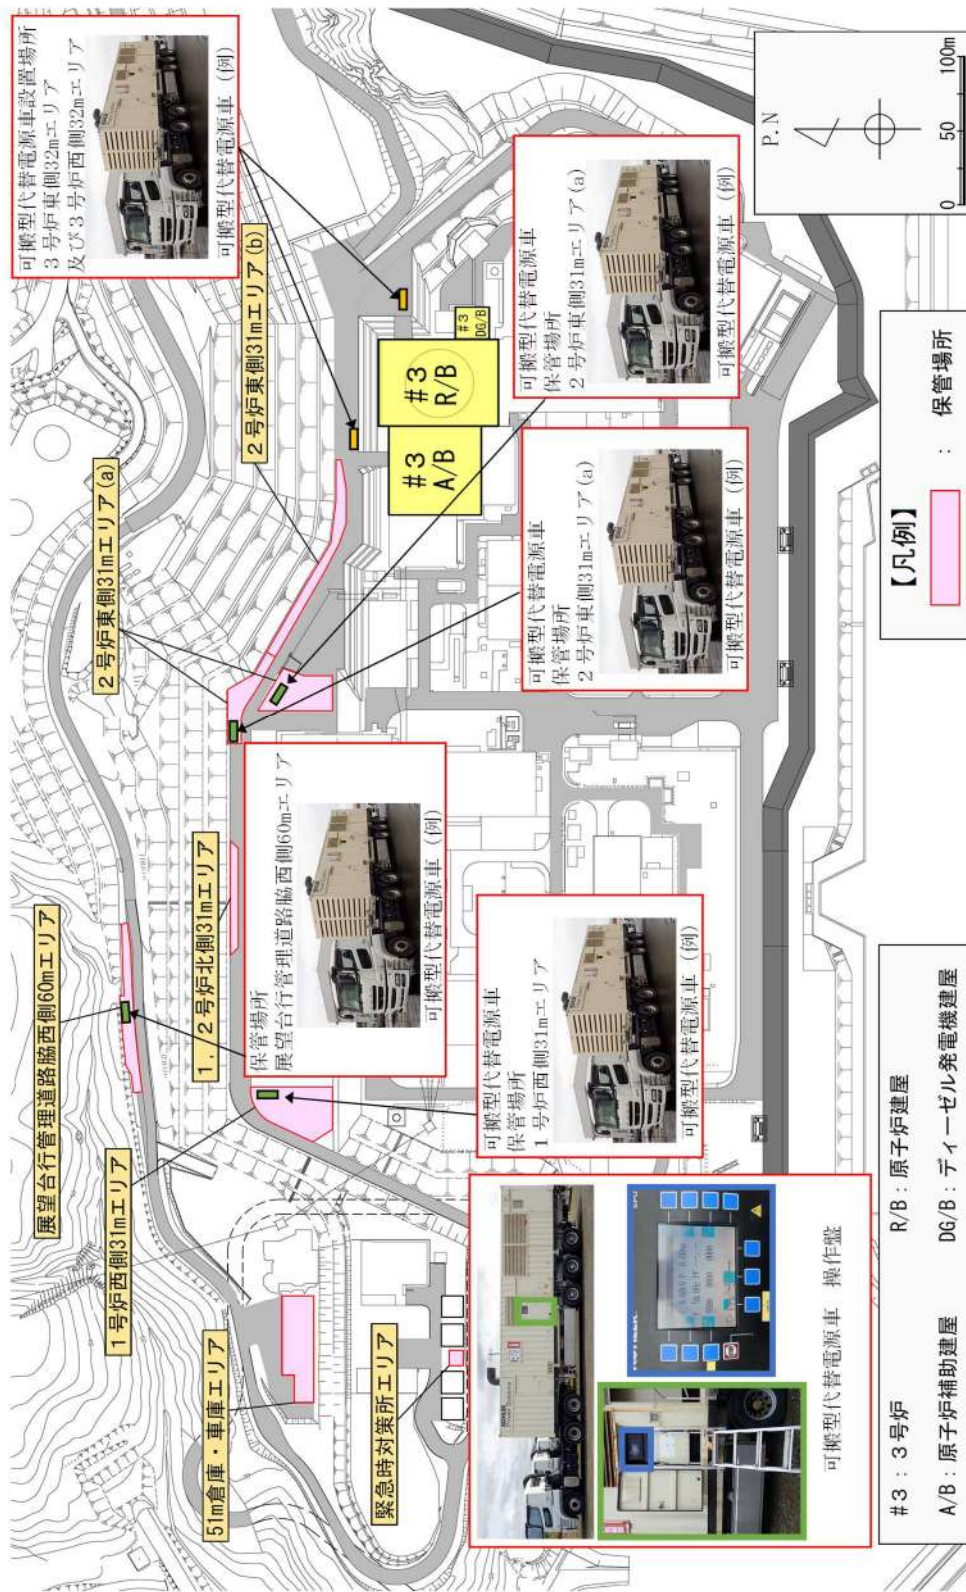 可搬型代替電源車設置場所
3号炉東側32mエリア
及び3号炉西側32mエリア
可搬型代替電源車（例）
2号炉東側31mエリア(b)
2号炉東側31mエリア(a)
1，2号炉北側31mエリア
展望台行管理道路脇西側60mエリア
1号炉西側31mエリア
51m倉庫・車庫エリア
緊急時対策所エリア
#3
R/B
#3
A/B
#3
DG/B
P.N
0 50 100m
可搬型代替電源車
保管場所
2号炉東側31mエリア(a)
可搬型代替電源車（例）
可搬型代替電源車
保管場所
2号炉東側31mエリア(a)
可搬型代替電源車（例）
保管場所
展望台行管理道路脇西側60mエリア
可搬型代替電源車（例）
可搬型代替電源車
保管場所
1号炉西側31mエリア
可搬型代替電源車（例）
可搬型代替電源車　操作盤
【凡例】
：　保管場所
#3：3号炉
R/B：原子炉建屋
A/B：原子炉補助建屋
DG/B：ディーゼル発電機建屋